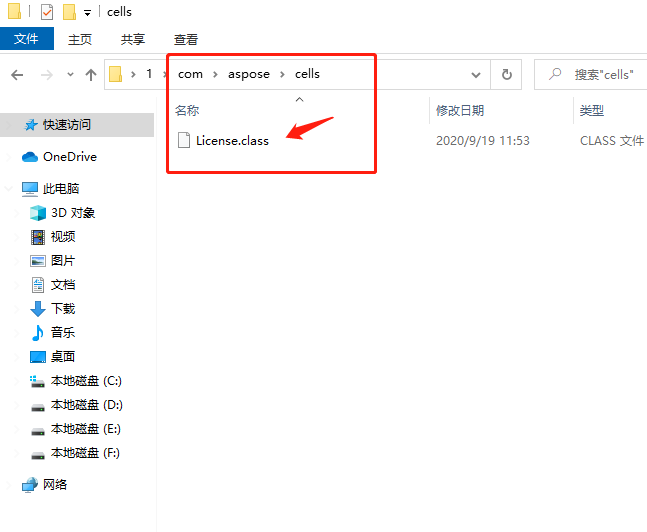 cells
文件 主页 共享 查看
1 com aspose cells 搜索"cells"
名称 修改日期 类型
License.class 2020/9/19 11:53 CLASS 文件
快速访问
OneDrive
此电脑
3D 对象
视频
图片
文档
下载
音乐
桌面
本地磁盘 (C:)
本地磁盘 (D:)
本地磁盘 (E:)
本地磁盘 (F:)
网络